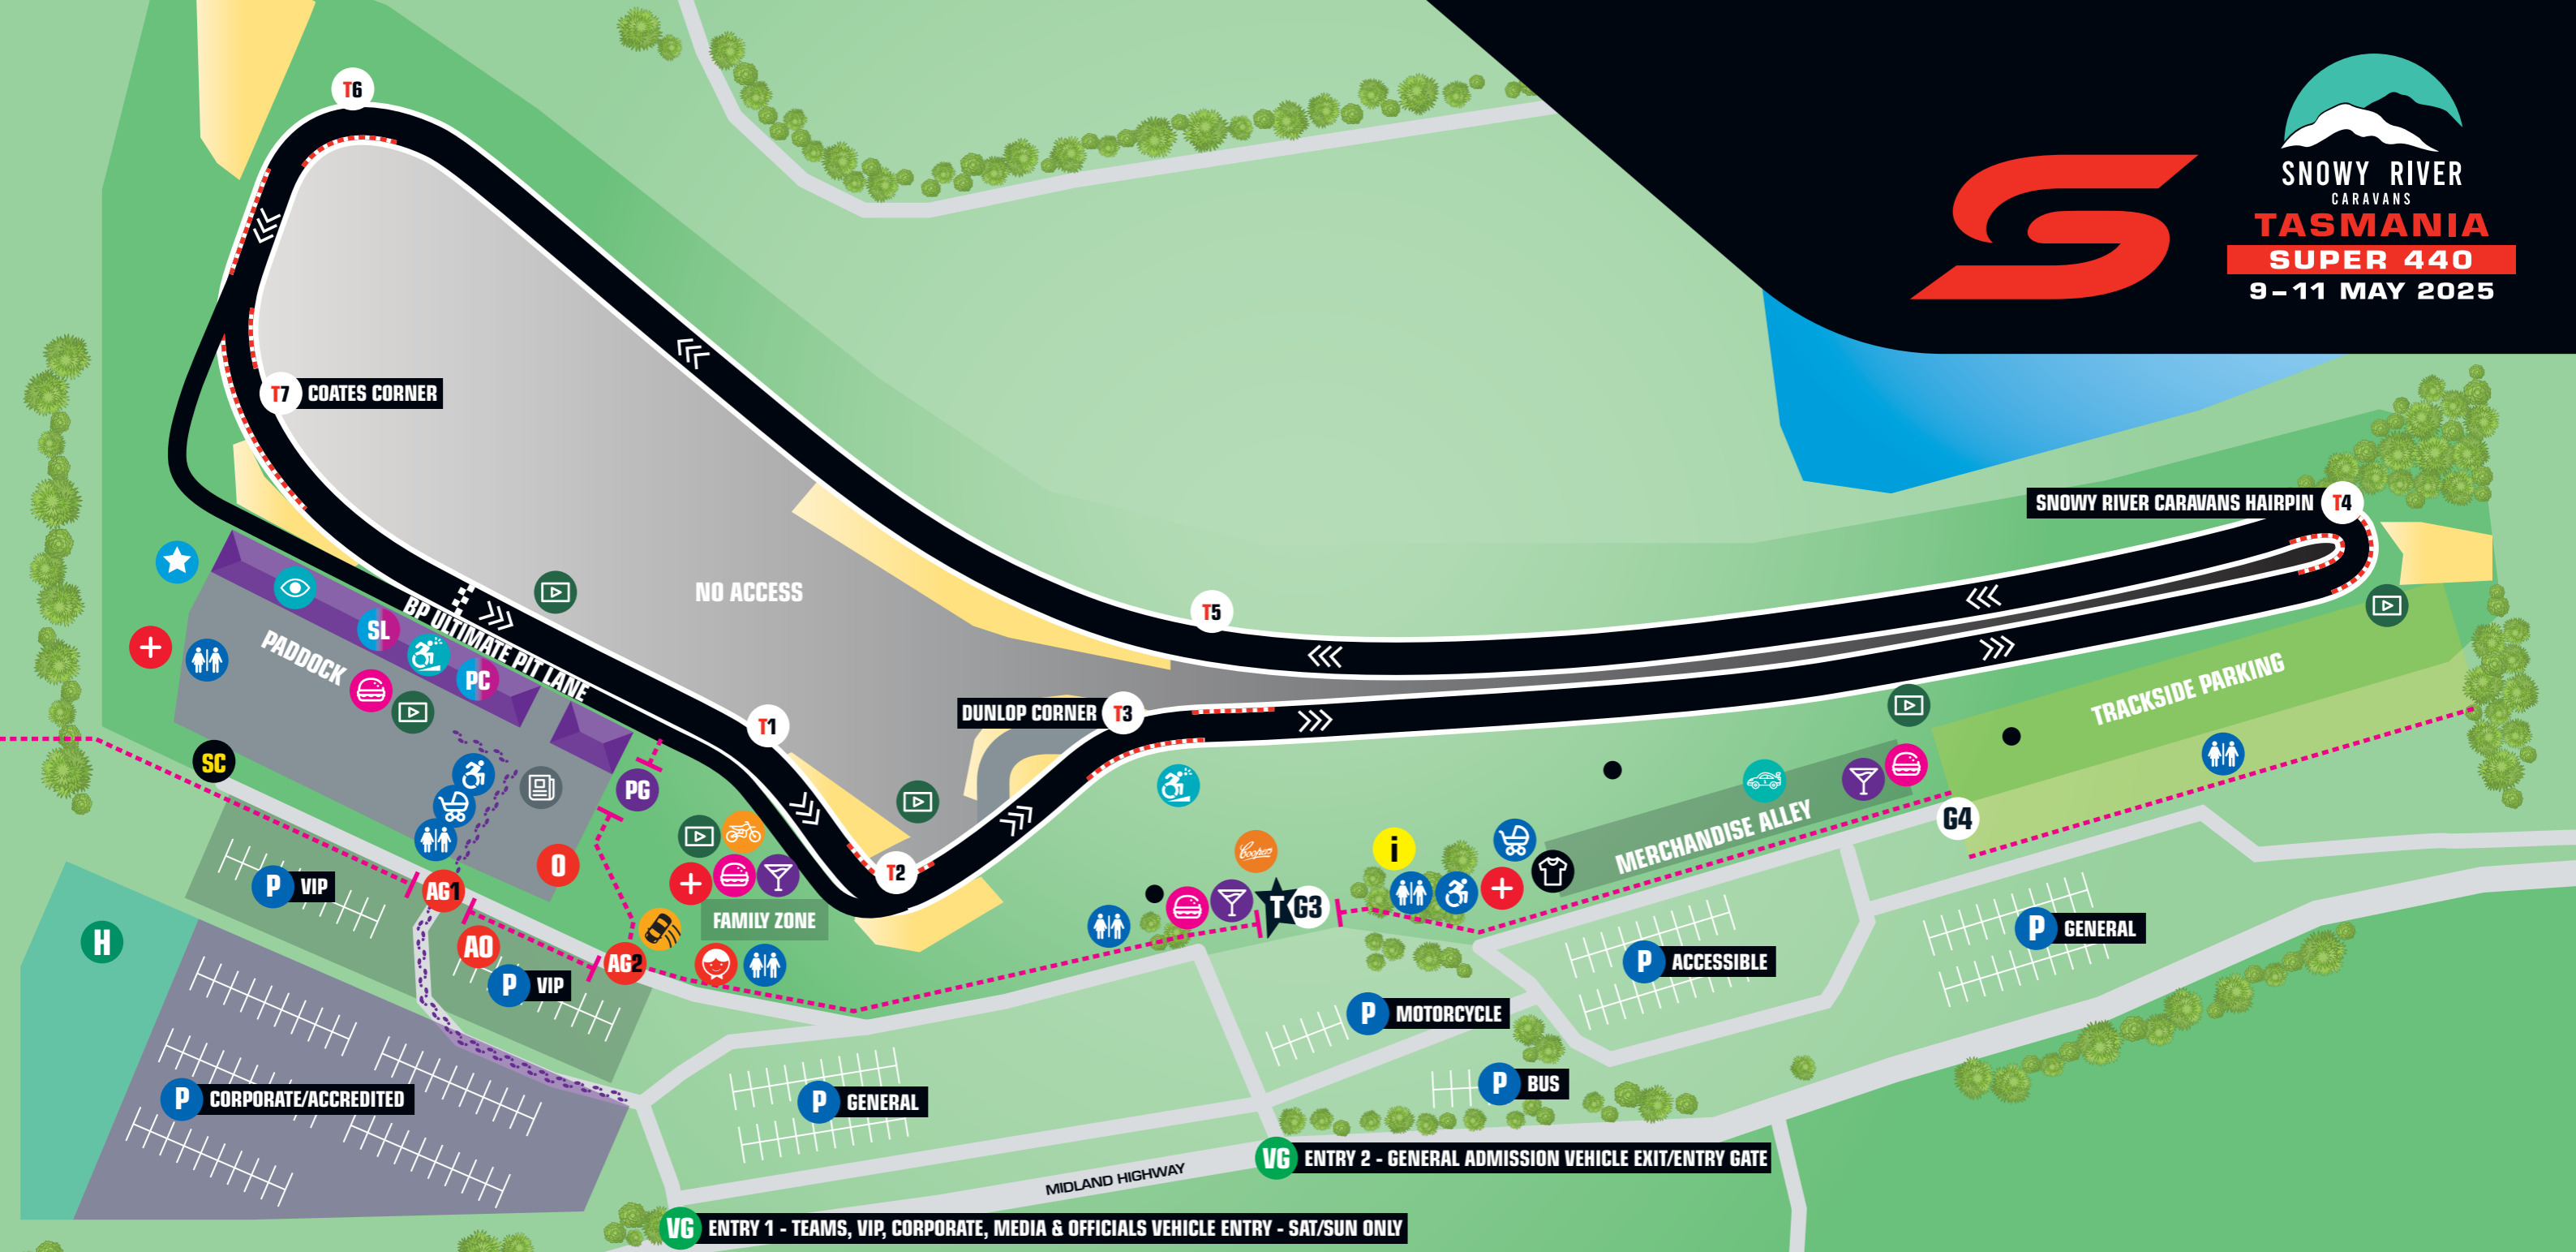 SNOWY RIVER
CARAVANS
TASMANIA
SUPER 440
9-11 MAY 2025
T6
T7 COATES CORNER
SNOWY RIVER CARAVANS HAIRPIN T4
NO ACCESS
T5
BP ULTIMATE PIT LANE
SL
PADDOCK
PC
DUNLOP CORNER T3
T1
TRACKSIDE PARKING
SC
PG
G4
MERCHANDISE ALLEY
Coopers
i
O
T2
P VIP
AG1
FAMILY ZONE
T G3
H
AO
AG2
P VIP
P ACCESSIBLE
P GENERAL
P MOTORCYCLE
P BUS
P CORPORATE/ACCREDITED
P GENERAL
VG ENTRY 2 - GENERAL ADMISSION VEHICLE EXIT/ENTRY GATE
MIDLAND HIGHWAY
VG ENTRY 1 - TEAMS, VIP, CORPORATE, MEDIA & OFFICIALS VEHICLE ENTRY - SAT/SUN ONLY